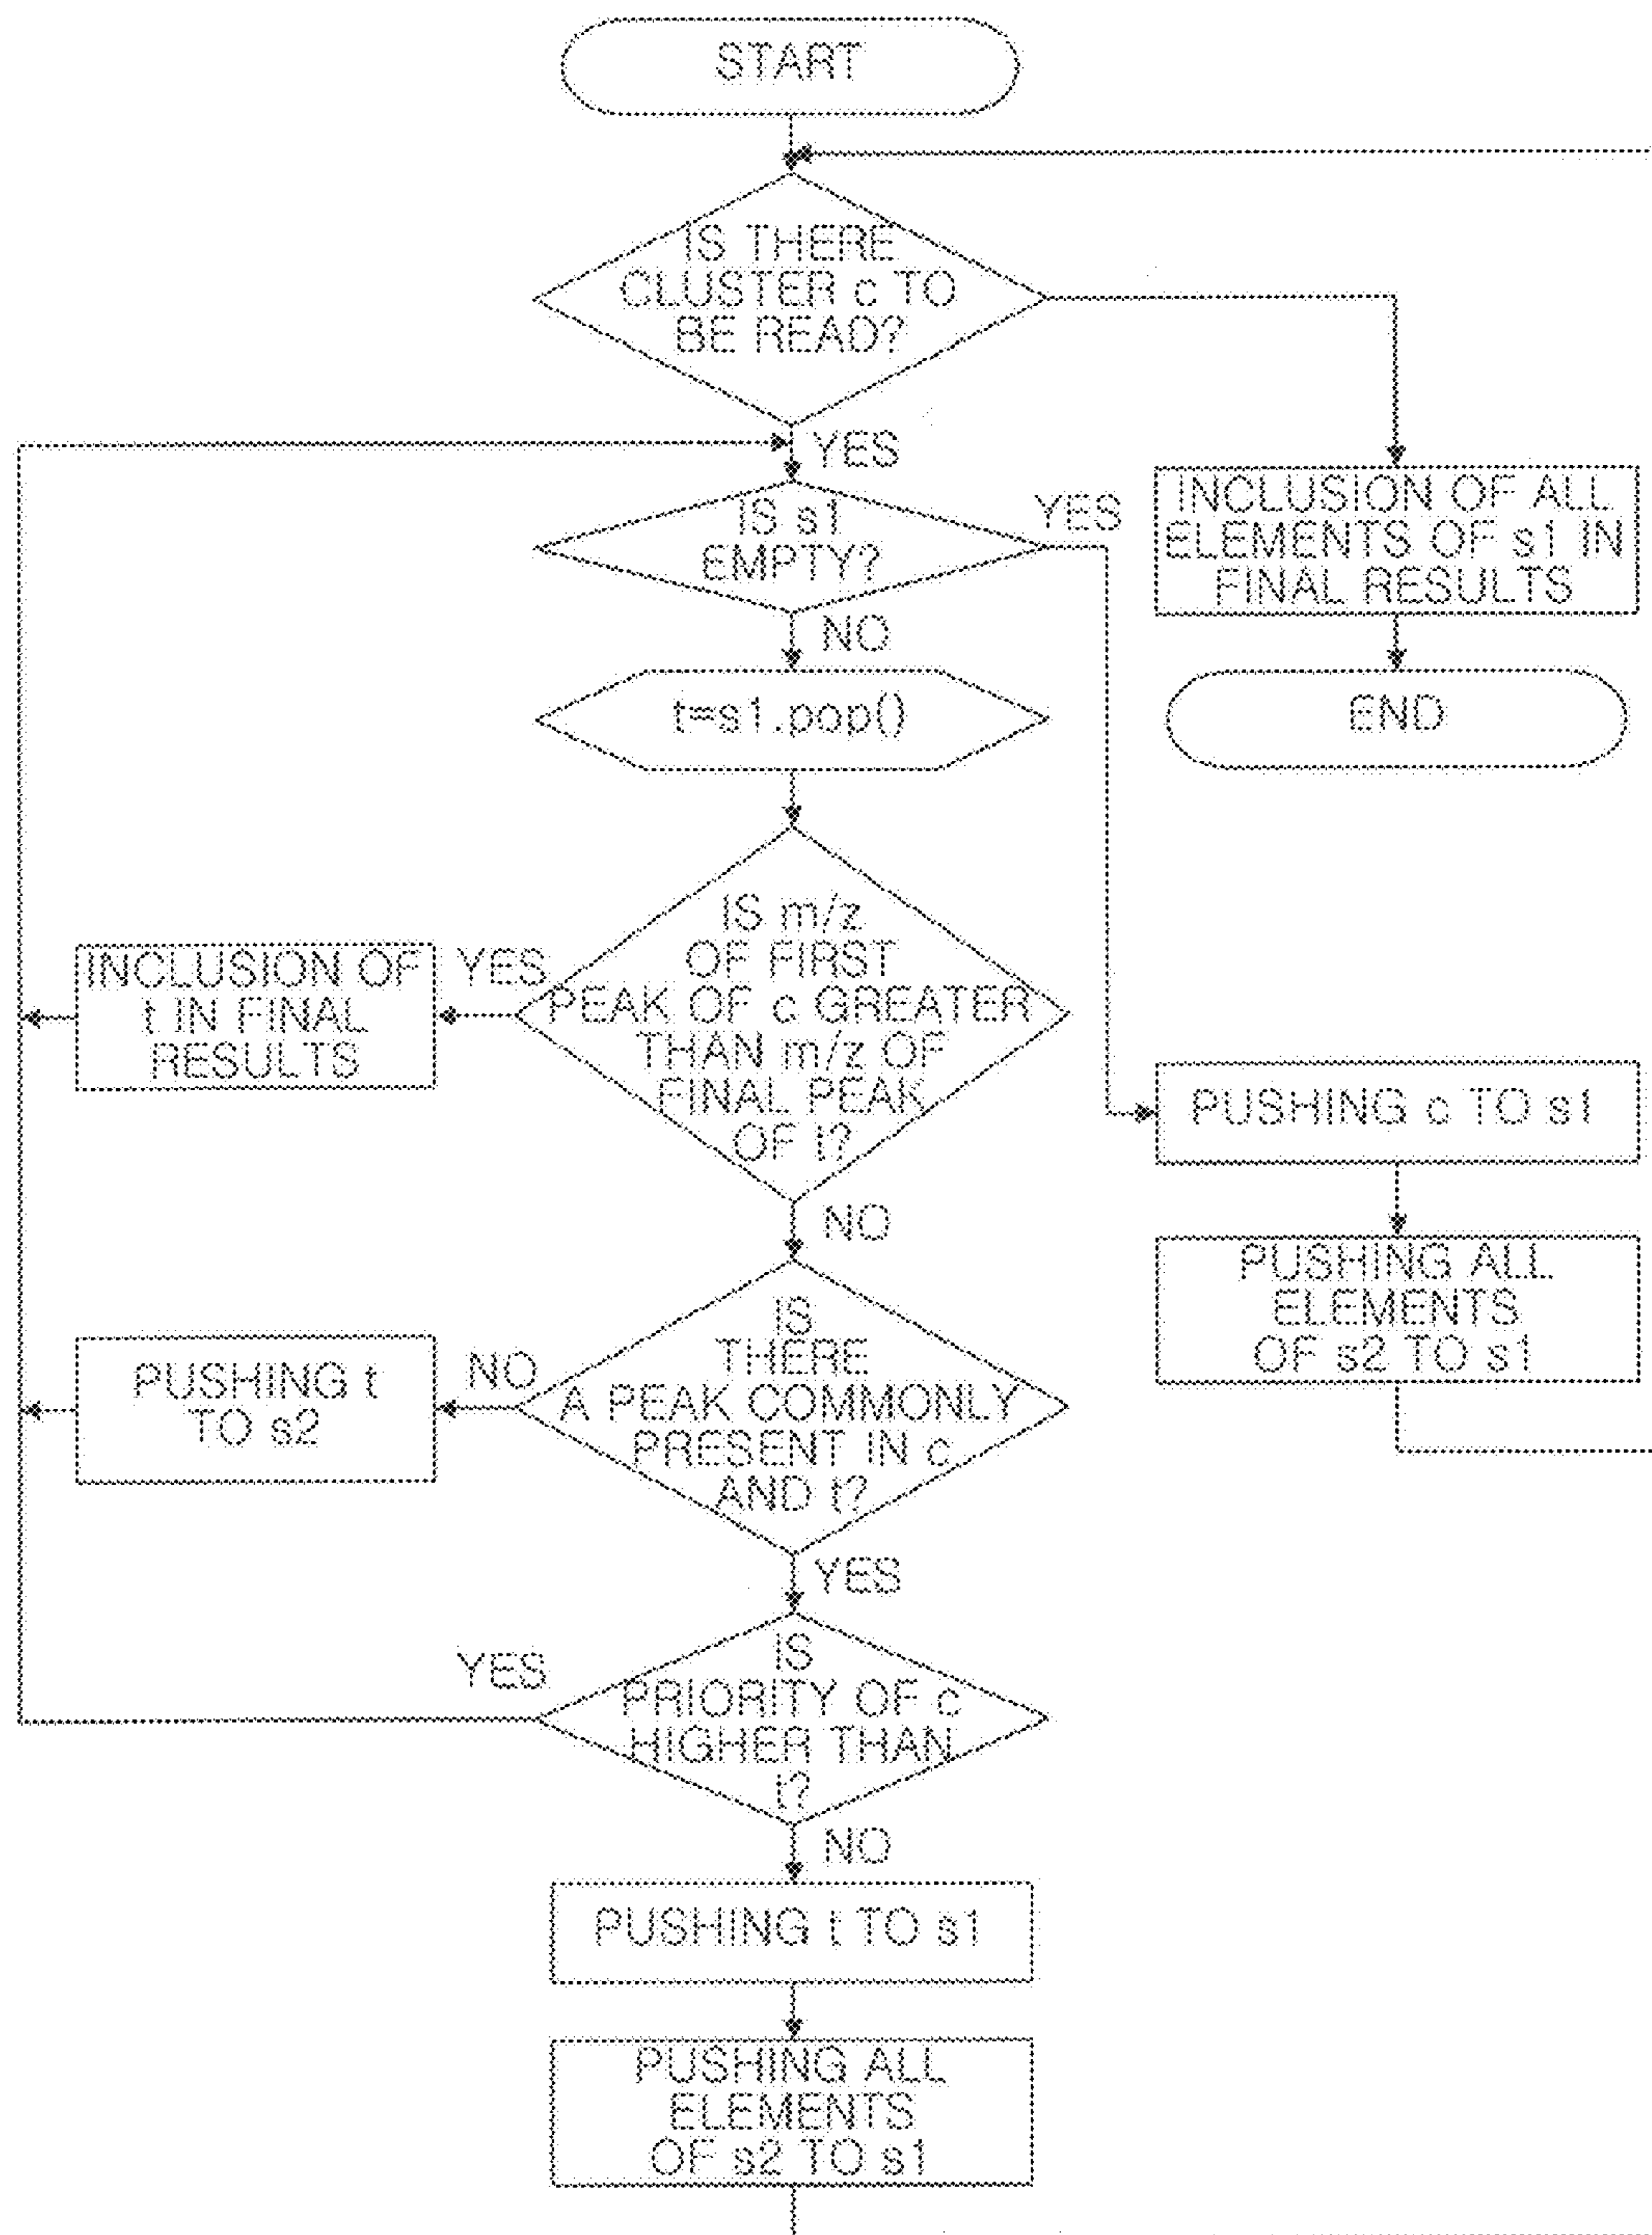 START
IS THERE
CLUSTER c TO
BE READ?
YES
IS s1
EMPTY?
YES
INCLUSION OF ALL
ELEMENTS OF s1 IN
FINAL RESULTS
NO
t=s1.pop()
END
IS m/z
OF FIRST
PEAK OF c GREATER
THAN m/z OF
FINAL PEAK
OF t?
YES
INCLUSION OF
t IN FINAL
RESULTS
PUSHING c TO s1
NO
PUSHING ALL
ELEMENTS
OF s2 TO s1
IS
THERE
A PEAK COMMONLY
PRESENT IN c
AND t?
NO
PUSHING t
TO s2
YES
IS
PRIORITY OF c
HIGHER THAN
t?
YES
NO
PUSHING t TO s1
PUSHING ALL
ELEMENTS
OF s2 TO s1